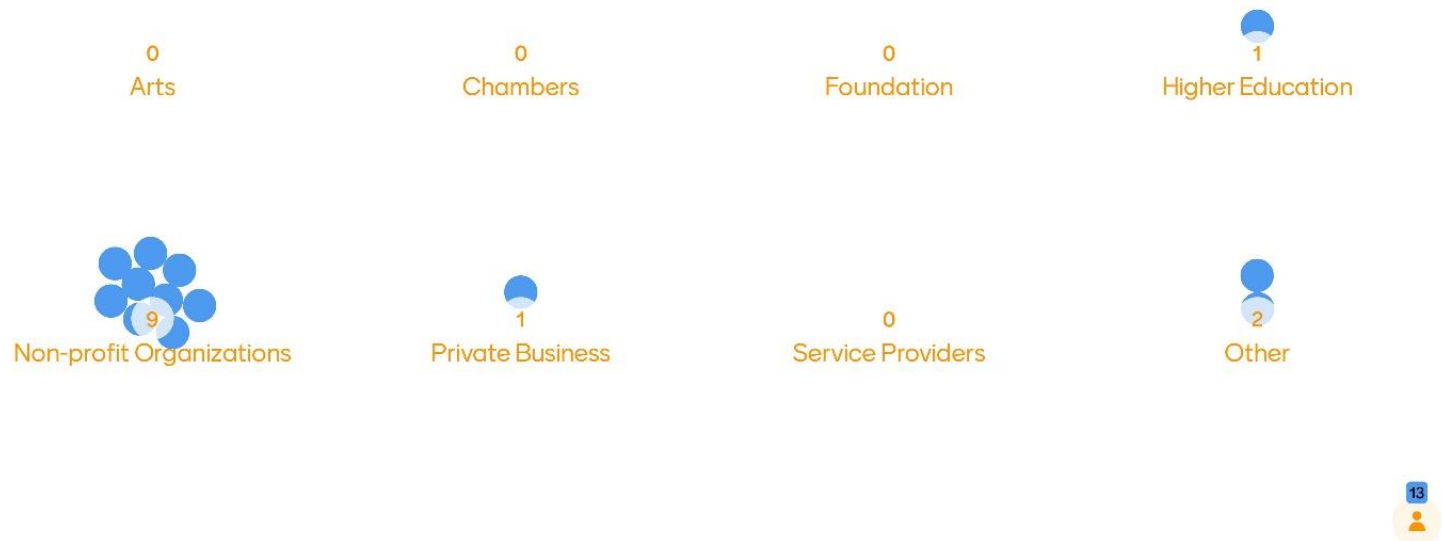 0
Arts
0
Chambers
0
Foundation
1
Higher Education
9
Non-profit Organizations
1
Private Business
0
Service Providers
2
Other
13